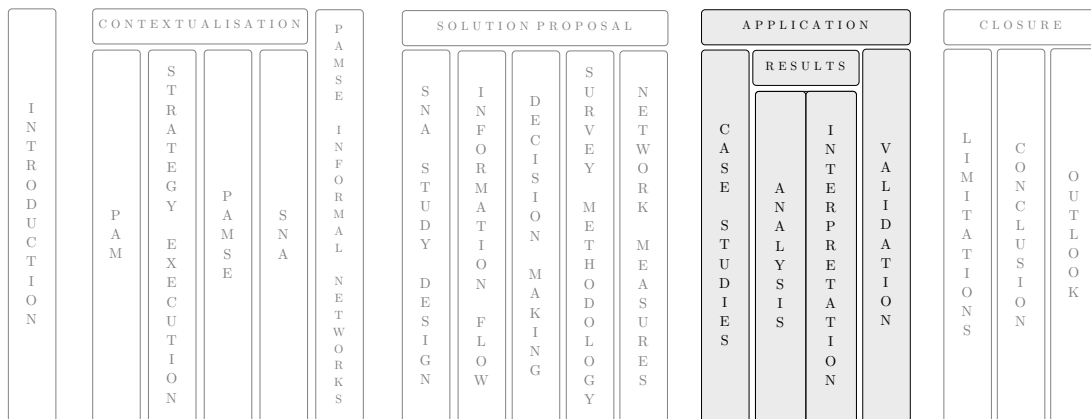 INTRODUCTION
CONTEXTUALISATION
PAM
STRATEGY EXECUTION
PAMSE
SNA
PAMSE INFORMAL NETWORKS
SOLUTION PROPOSAL
SNA STUDY DESIGN
INFORMATION FLOW
DECISION MAKING
SURVEY METHODOLOGY
NETWORK MEASURES
APPLICATION
CASE STUDIES
RESULTS
ANALYSIS
INTERPRETATION
VALIDATION
CLOSURE
LIMITATIONS
CONCLUSION
OUTLOOK